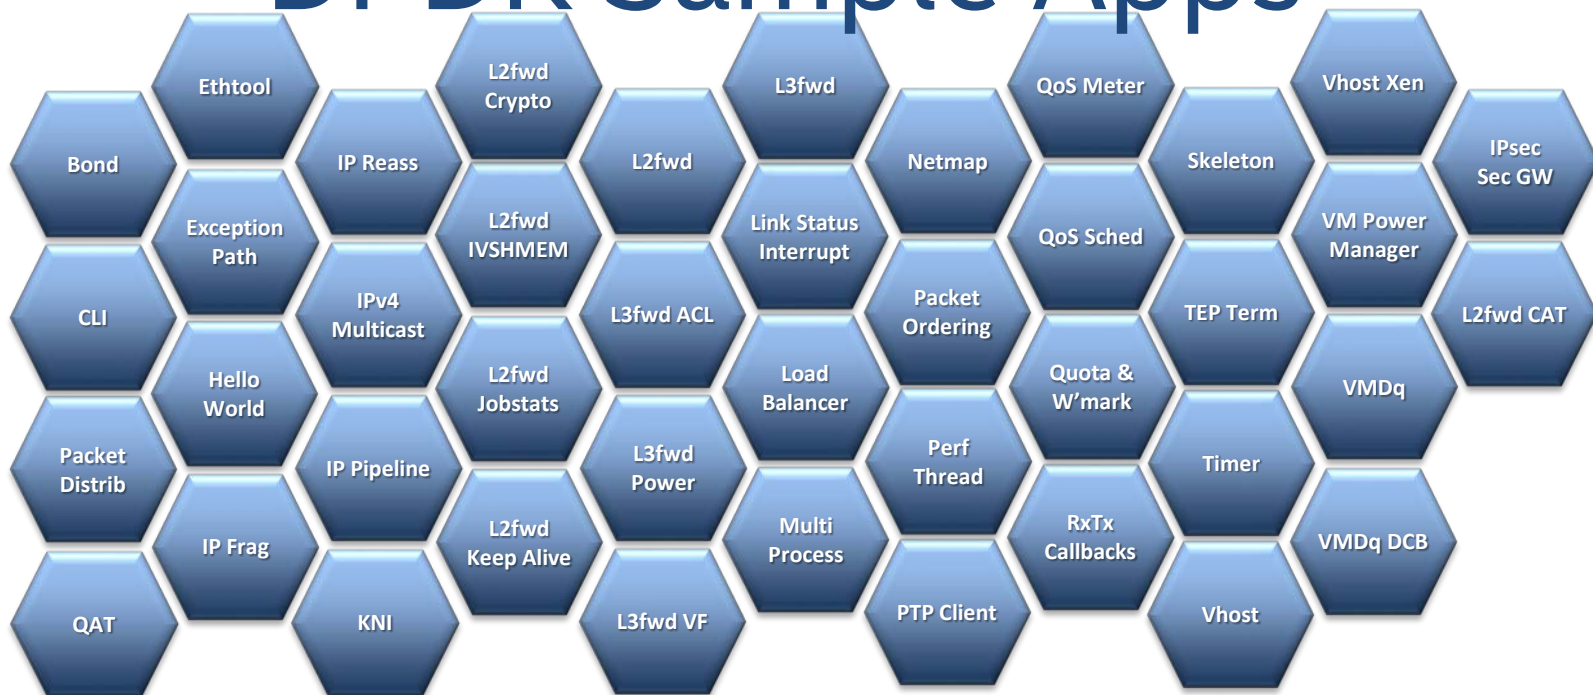 DPDK Sample Apps
Bond
CLI
Packet
Distrib
QAT
Ethtool
Exception
Path
Hello
World
IP Frag
IP Reass
IPv4
Multicast
IP Pipeline
KNI
L2fwd
Crypto
L2fwd
IVSHMEM
L2fwd
Jobstats
L2fwd
Keep Alive
L2fwd
L3fwd ACL
L3fwd
Power
L3fwd VF
L3fwd
Link Status
Interrupt
Load
Balancer
Multi
Process
Netmap
Packet
Ordering
Perf
Thread
PTP Client
QoS Meter
QoS Sched
Quota &
W’mark
RxTx
Callbacks
Skeleton
TEP Term
Timer
Vhost
Vhost Xen
VM Power
Manager
VMDq
VMDq DCB
IPsec
Sec GW
L2fwd CAT